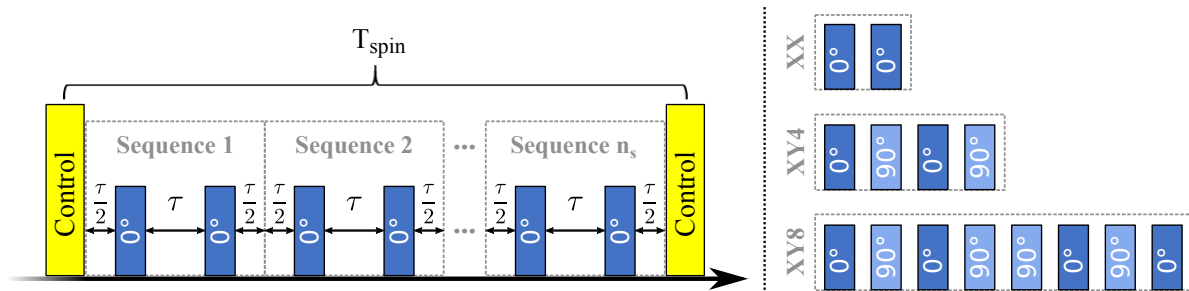 T_spin
Control
Sequence 1
Sequence 2
...
Sequence n_s
Control
τ/2 0° τ 0° τ/2 τ/2 0° τ 0° τ/2 ... τ/2 0° τ 0° τ/2
XX
0° 0°
XY4
0° 90° 0° 90°
XY8
0° 90° 0° 90° 90° 0° 90° 0°